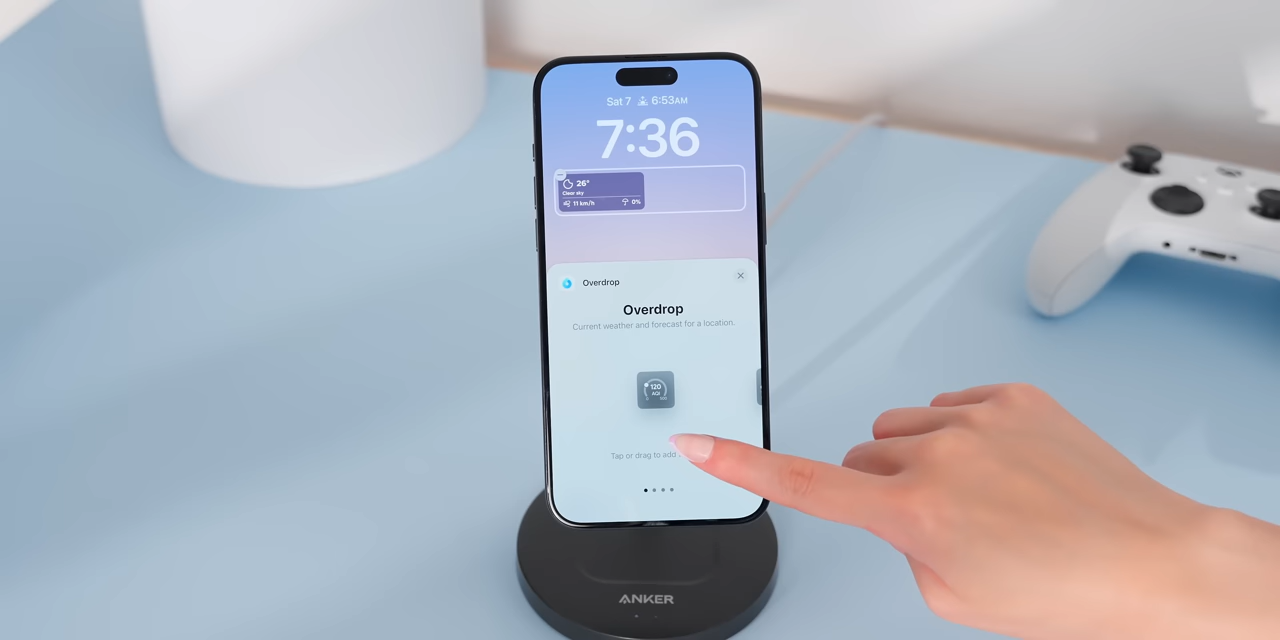 Sat 7 6:53AM
7:36
26°
Clear sky
11 km/h 0%
Overdrop
Overdrop
Current weather and forecast for a location.
120
AQI
Tap or drag to add
ANKER